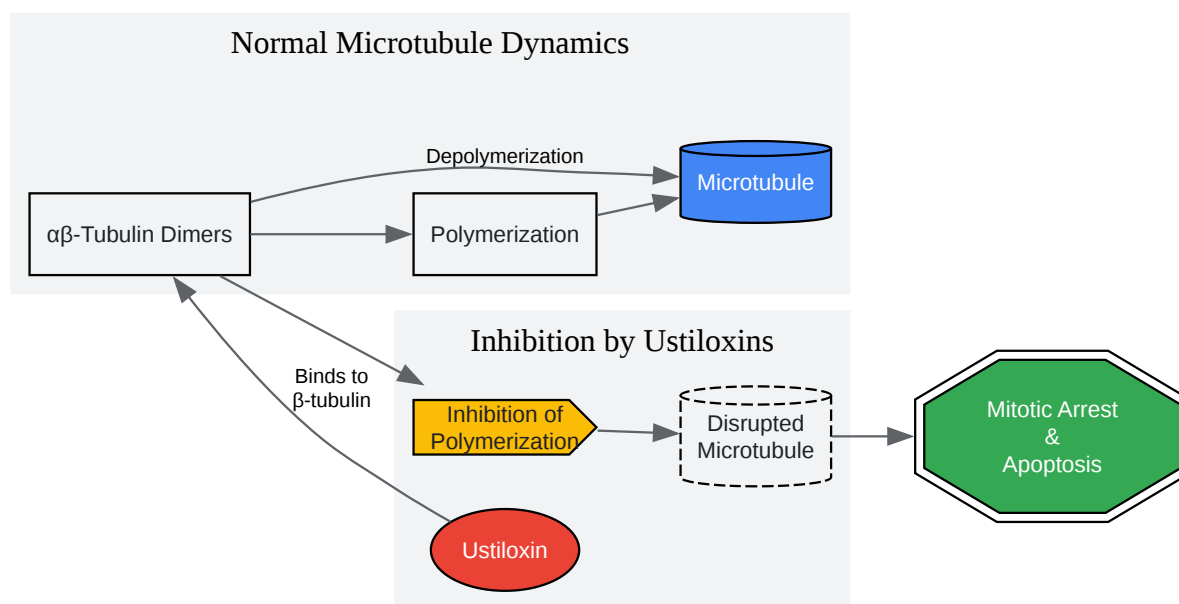 Normal Microtubule Dynamics
Depolymerization
Microtubule
αβ-Tubulin Dimers
Polymerization
Inhibition by Ustiloxins
Binds to
β-tubulin
Inhibition of
Polymerization
Disrupted
Microtubule
Mitotic Arrest
&
Apoptosis
Ustiloxin